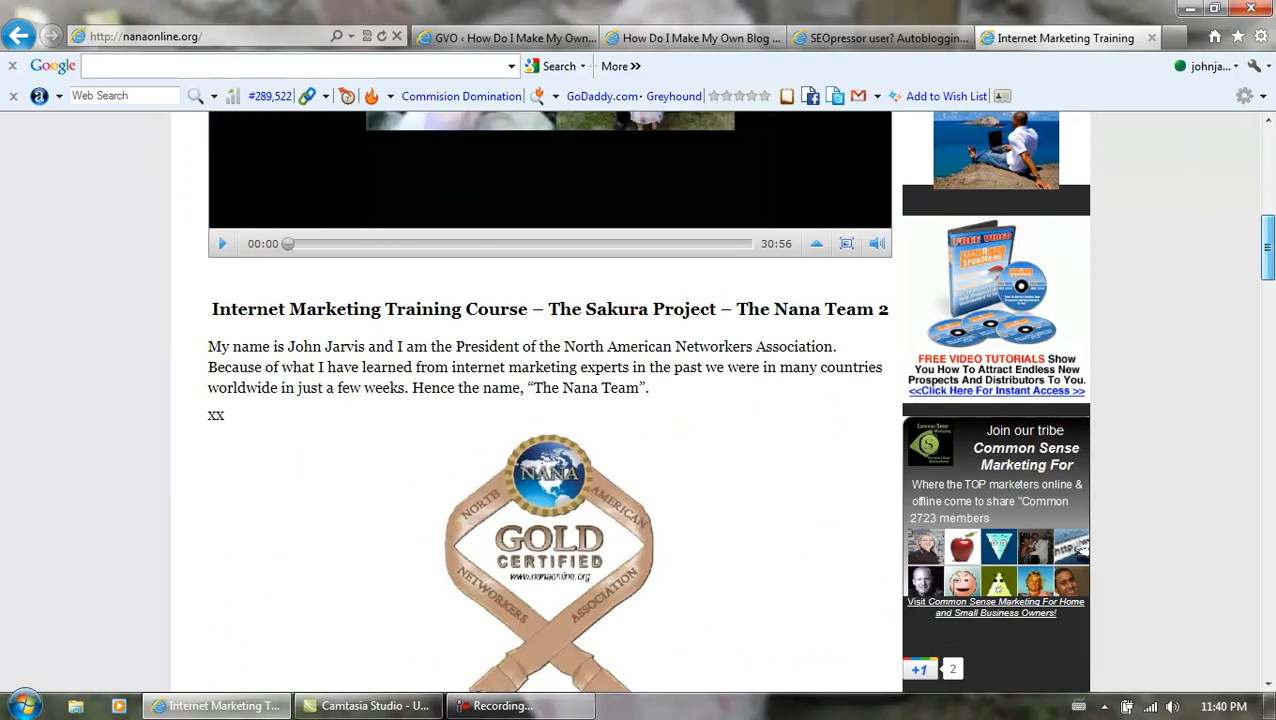 http://nanaonline.org/
GVO ‹ How Do I Make My Own...
How Do I Make My Own Blog ...
SEOpressor user? Autobloggin...
Internet Marketing Training
Google
Search
More »
johnja...
Web Search
#289,522
Commision Domination
GoDaddy.com
Greyhound
Add to Wish List
00:00
30:56
Internet Marketing Training Course – The Sakura Project – The Nana Team 2
My name is John Jarvis and I am the President of the North American Networkers Association.
Because of what I have learned from internet marketing experts in the past we were in many countries
worldwide in just a few weeks. Hence the name, “The Nana Team”.
xx
NANA
NORTH AMERICAN
GOLD
CERTIFIED
www.nanaonline.org
NETWORKERS ASSOCIATION
FREE VIDEO
SPONSORING
FREE VIDEO TUTORIALS Show
You How To Attract Endless New
Prospects And Distributors To You.
<<Click Here For Instant Access >>
Join our tribe
Common Sense
Marketing For
Where the TOP marketers online &
offline come to share “Common
2723 members
http
Visit Common Sense Marketing For Home
and Small Business Owners!
+1
2
Internet Marketing T...
Camtasia Studio - U...
Recording...
11:40 PM